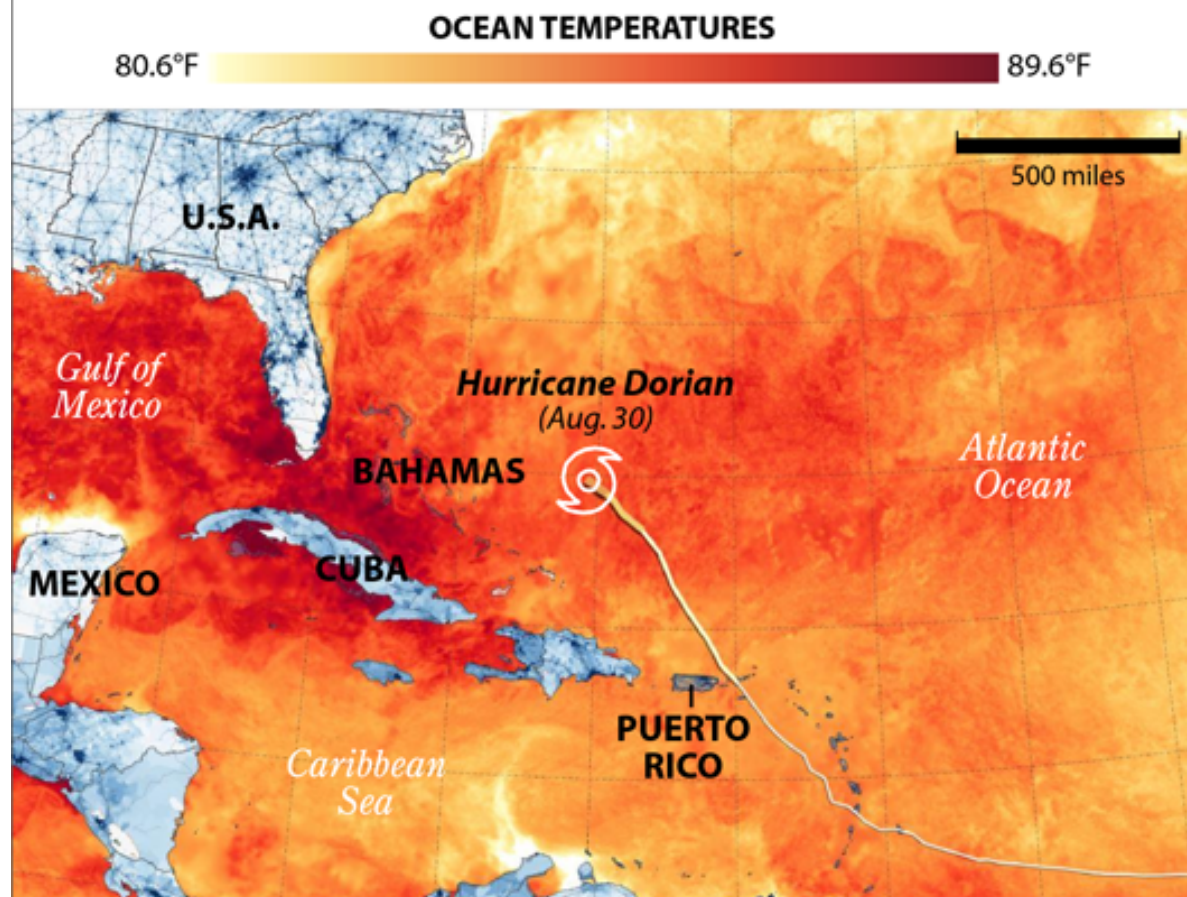 OCEAN TEMPERATURES
80.6°F
89.6°F
500 miles
U.S.A.
Gulf of
Mexico
Hurricane Dorian
(Aug. 30)
BAHAMAS
Atlantic
Ocean
MEXICO
CUBA
PUERTO
RICO
Caribbean
Sea